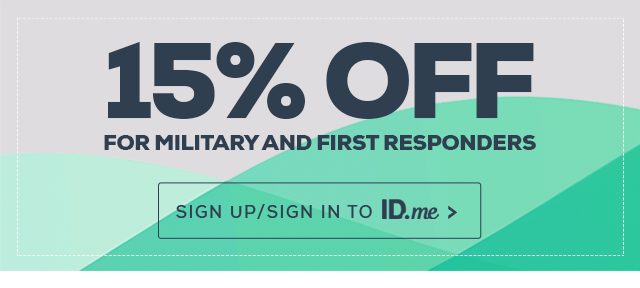 15% OFF
FOR MILITARY AND FIRST RESPONDERS
SIGN UP/SIGN IN TO ID.me >